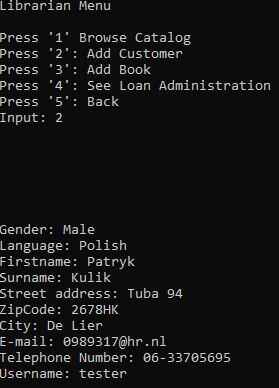 Librarian Menu
Press '1' Browse Catalog
Press '2': Add Customer
Press '3': Add Book
Press '4': See Loan Administration
Press '5': Back
Input: 2
Gender: Male
Language: Polish
Firstname: Patryk
Surname: Kulik
Street address: Tuba 94
ZipCode: 2678HK
City: De Lier
E-mail: 0989317@hr.nl
Telephone Number: 06-33705695
Username: tester